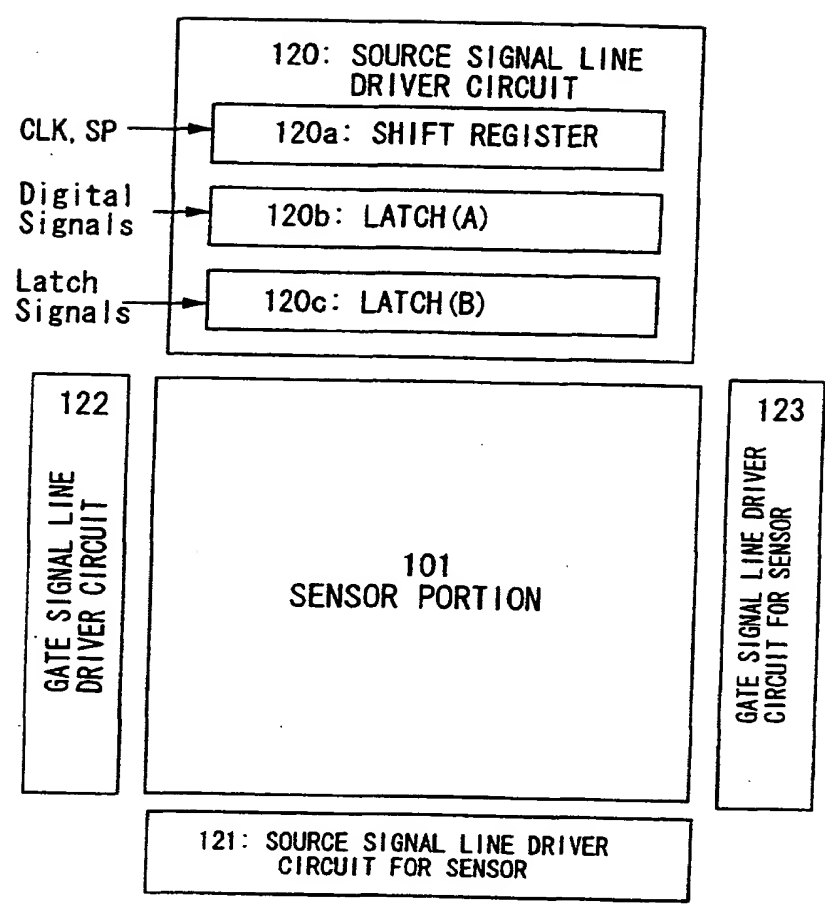 120: SOURCE SIGNAL LINE
DRIVER CIRCUIT
CLK, SP
120a: SHIFT REGISTER
Digital
Signals
120b: LATCH(A)
Latch
Signals
120c: LATCH(B)
122
GATE SIGNAL LINE
DRIVER CIRCUIT
101
SENSOR PORTION
123
GATE SIGNAL LINE DRIVER
CIRCUIT FOR SENSOR
121: SOURCE SIGNAL LINE DRIVER
CIRCUIT FOR SENSOR